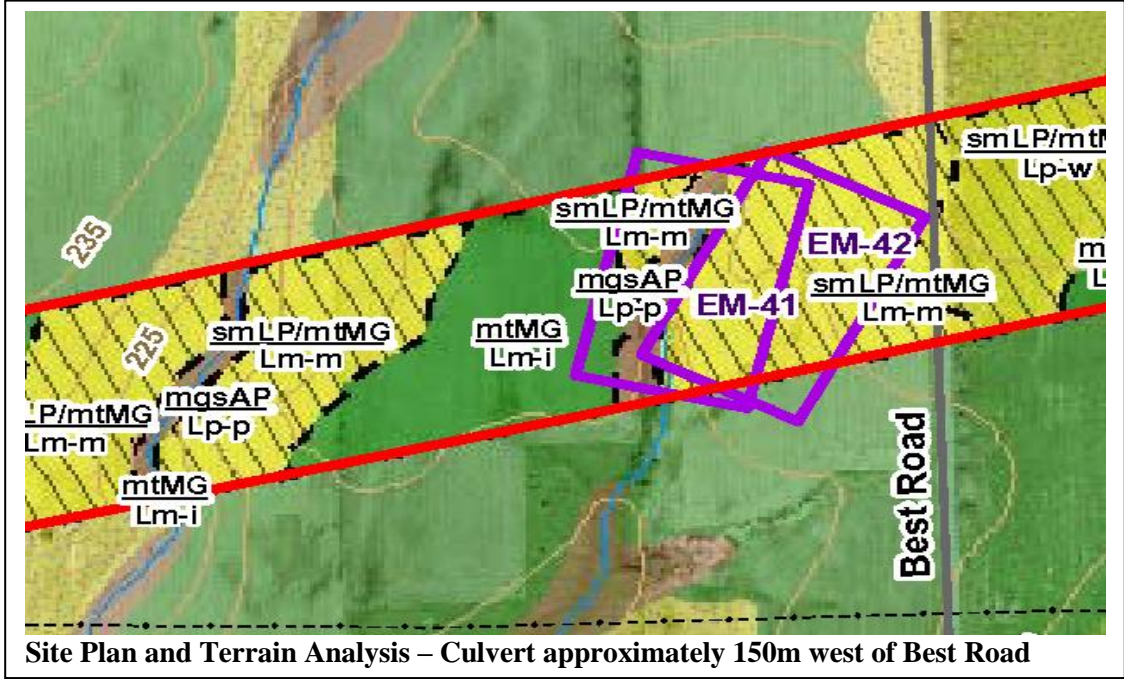 smLP/mtM
Lp-w
235
smLP/mtMG
Lm-m
EM-42
mgsAP
Lp-p
EM-41
smLP/mtMG
Lm-m
225
smLP/mtMG
Lm-m
mtMG
Lm-i
mgsAP
Lp-p
LP/mtMG
Lm-m
mtMG
Lm-i
Best Road
Site Plan and Terrain Analysis – Culvert approximately 150m west of Best Road